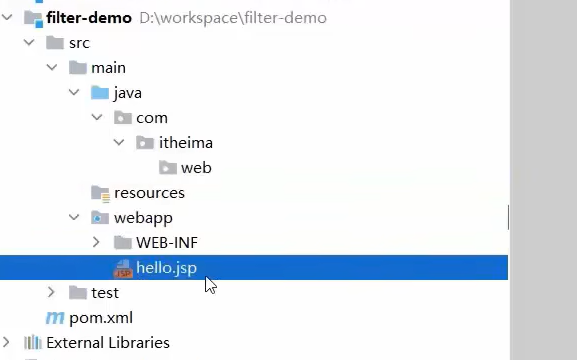 filter-demo D:\workspace\filter-demo
src
main
java
com
itheima
web
resources
webapp
WEB-INF
JSP hello.jsp
test
m pom.xml
External Libraries